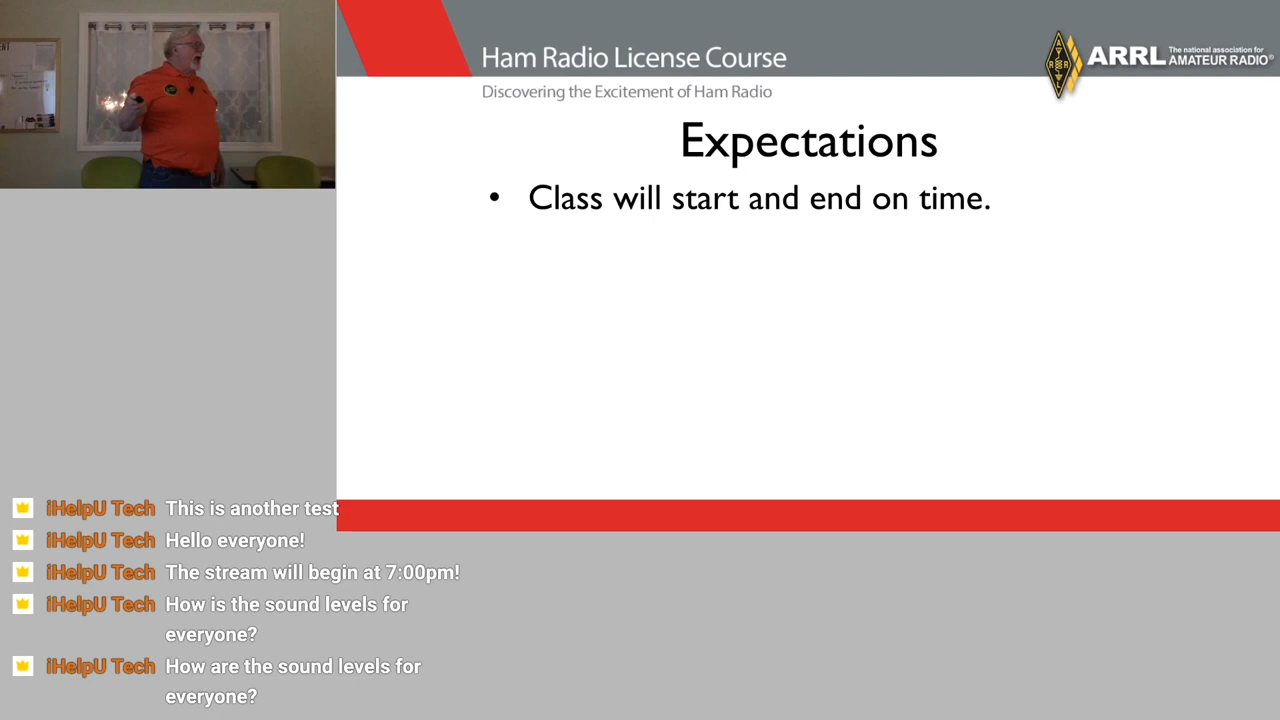 Ham Radio License Course
ARRL The national association for
AMATEUR RADIO®
Discovering the Excitement of Ham Radio
Expectations
• Class will start and end on time.
iHelpU Tech This is another test
iHelpU Tech Hello everyone!
iHelpU Tech The stream will begin at 7:00pm!
iHelpU Tech How is the sound levels for
everyone?
iHelpU Tech How are the sound levels for
everyone?